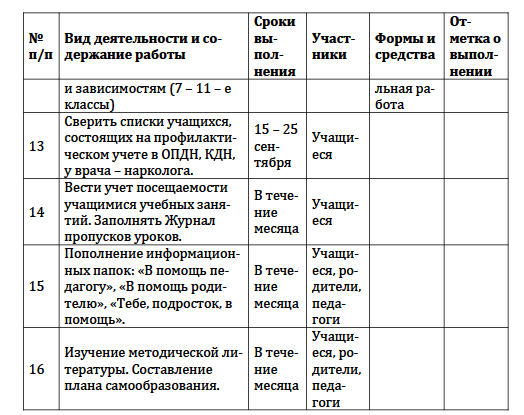 № п/п | Вид деятельности и со-держание работы | Сроки вы-пол-нения | Участ-ники | Формы и средства | От-метка о выпол-нении
и зависимостям (7 – 11 – е
классы)
льная ра-
бота
13
Сверить списки учащихся,
состоящих на профилакти-
ческом учете в ОПДН, КДН,
у врача – нарколога.
15 – 25
сен-
тября
Учащи-
еся
14
Вести учет посещаемости
учащимися учебных заня-
тий. Заполнять Журнал
пропусков уроков.
В тече-
ние
месяца
Учащи-
еся
15
Пополнение информацион-
ных папок: «В помощь пе-
дагогу», «В помощь роди-
телю», «Тебе, подросток, в
помощь».
В тече-
ние
месяца
Учащи-
еся, ро-
дители,
педа-
гоги
16
Изучение методической ли-
тературы. Составление
плана самообразования.
В тече-
ние
месяца
Учащи-
еся, ро-
дители,
педа-
гоги